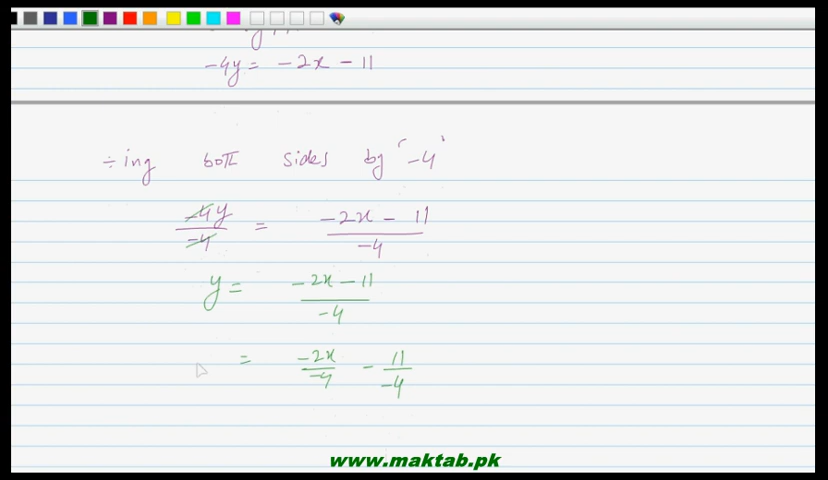 -4y = -2x - 11
÷ing both sides by '-4'
-4y/-4 = -2x - 11/-4
y = -2x - 11/-4
= -2x/-4 - 11/-4
www.maktab.pk